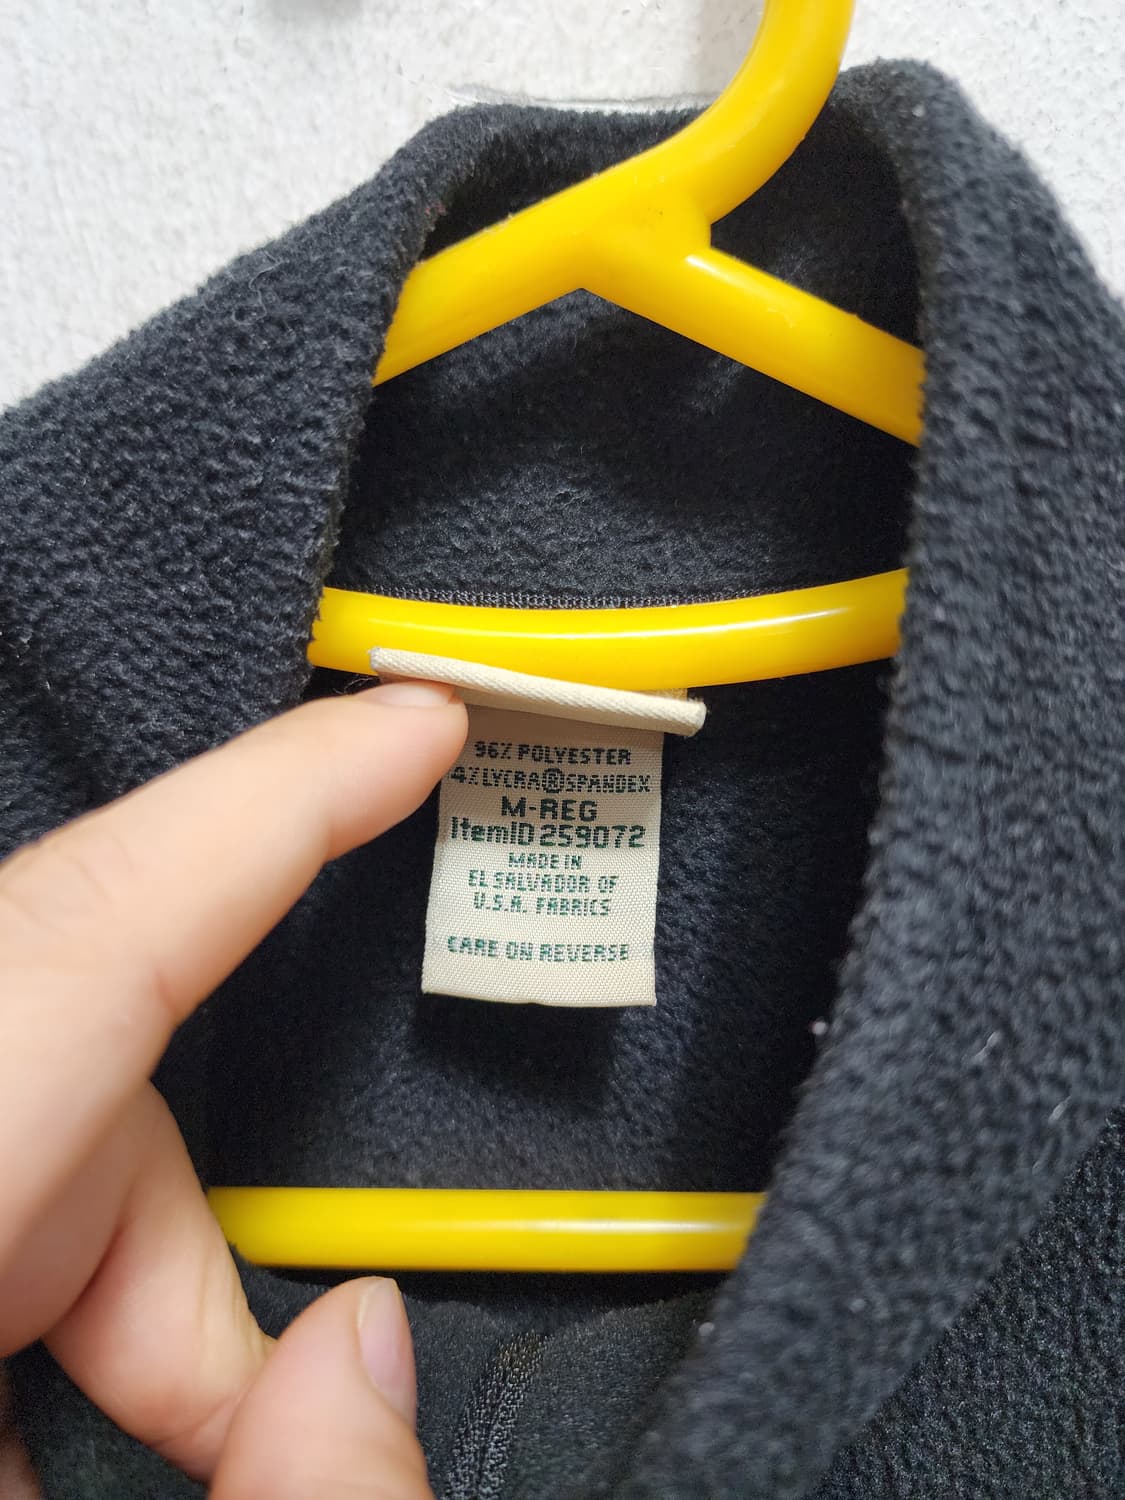 96% POLYESTER
4% LYCRA® SPANDEX
M-REG
ItemID 259072
MADE IN
EL SALVADOR OF
U.S.A. FABRICS
CARE ON REVERSE